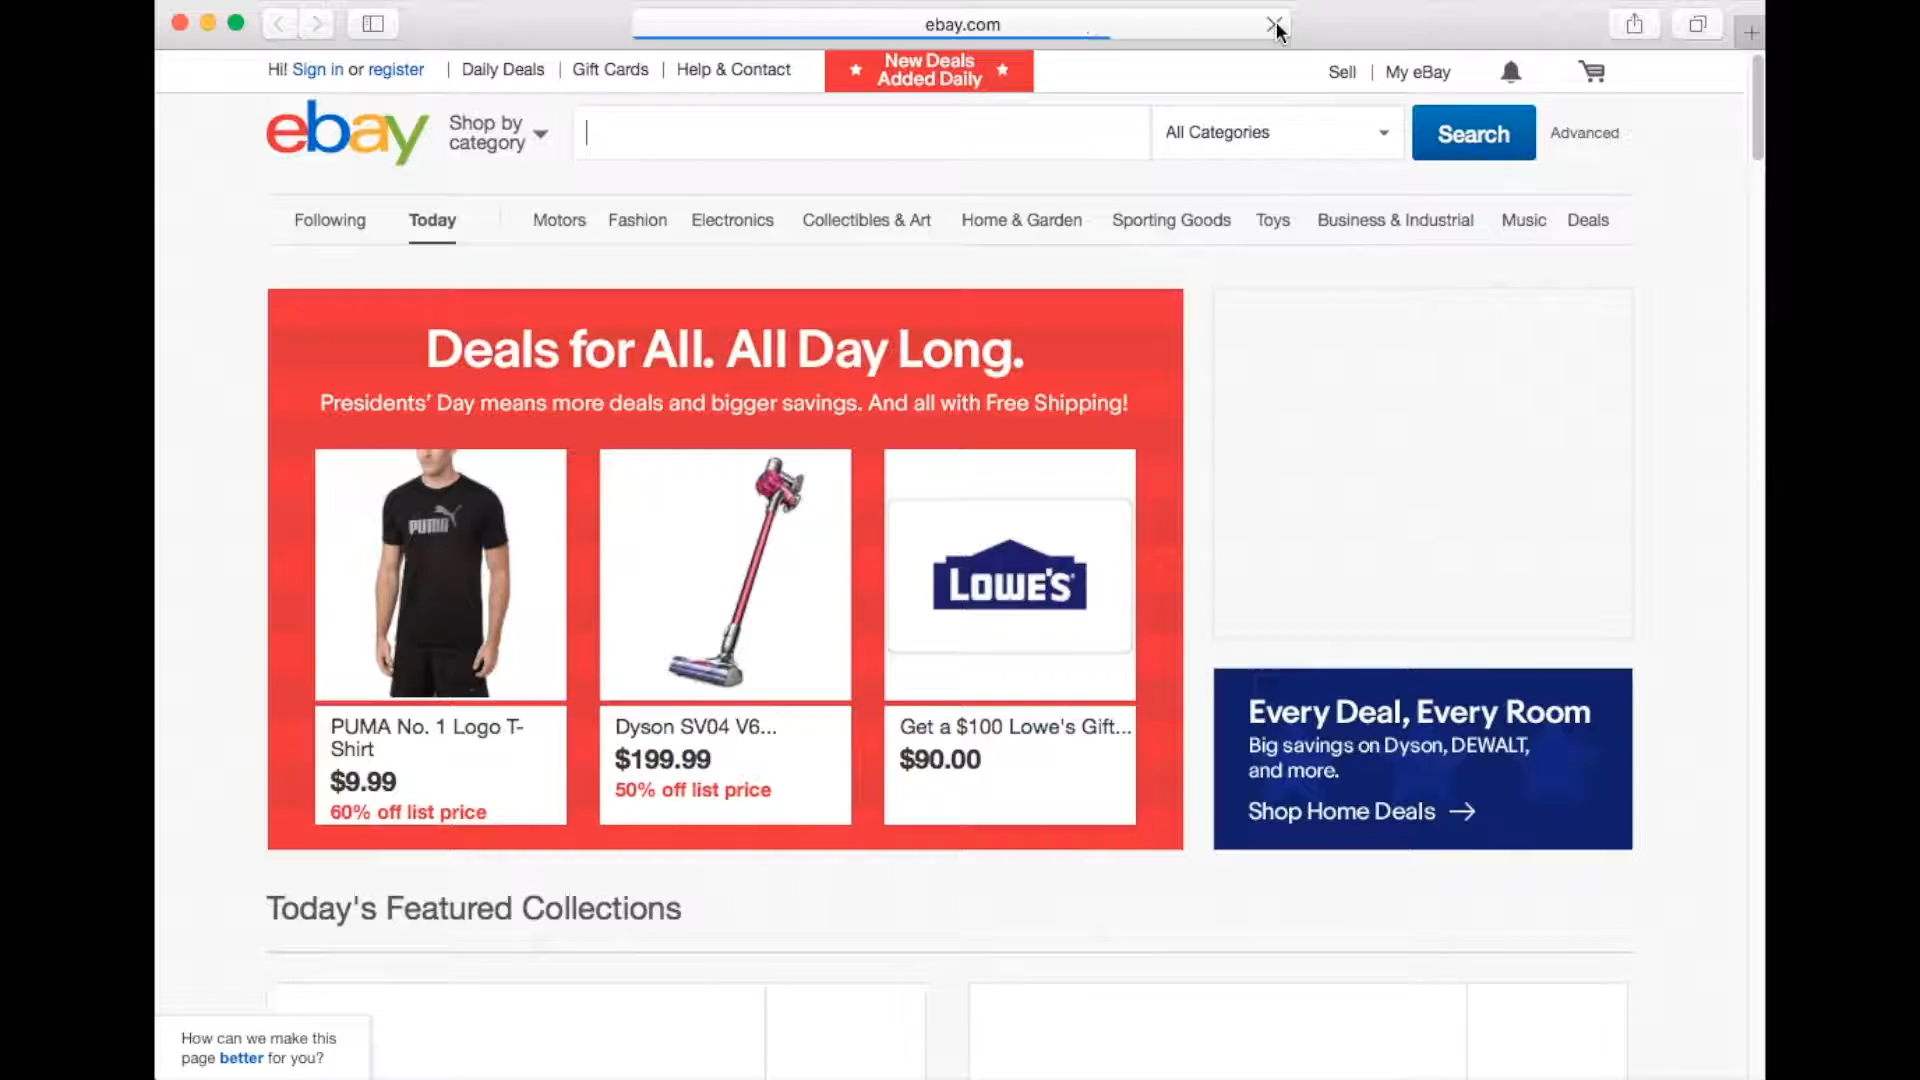 ebay.com
Hi! Sign in or register | Daily Deals | Gift Cards | Help & Contact
New Deals
Added Daily
Sell | My eBay
ebay
Shop by
category
All Categories
Search
Advanced
Following
Today
Motors
Fashion
Electronics
Collectibles & Art
Home & Garden
Sporting Goods
Toys
Business & Industrial
Music
Deals
Deals for All. All Day Long.
Presidents' Day means more deals and bigger savings. And all with Free Shipping!
PUMA
LOWE'S
PUMA No. 1 Logo T-
Shirt
$9.99
60% off list price
Dyson SV04 V6...
$199.99
50% off list price
Get a $100 Lowe's Gift...
$90.00
Every Deal, Every Room
Big savings on Dyson, DEWALT,
and more.
Shop Home Deals
Today's Featured Collections
How can we make this
page better for you?